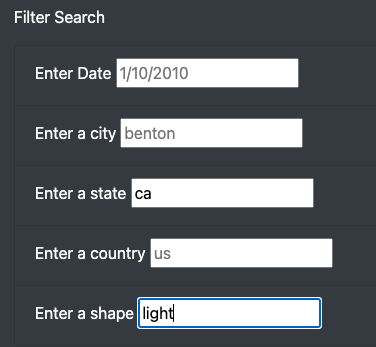 Filter Search
Enter Date 1/10/2010
Enter a city benton
Enter a state ca
Enter a country us
Enter a shape light